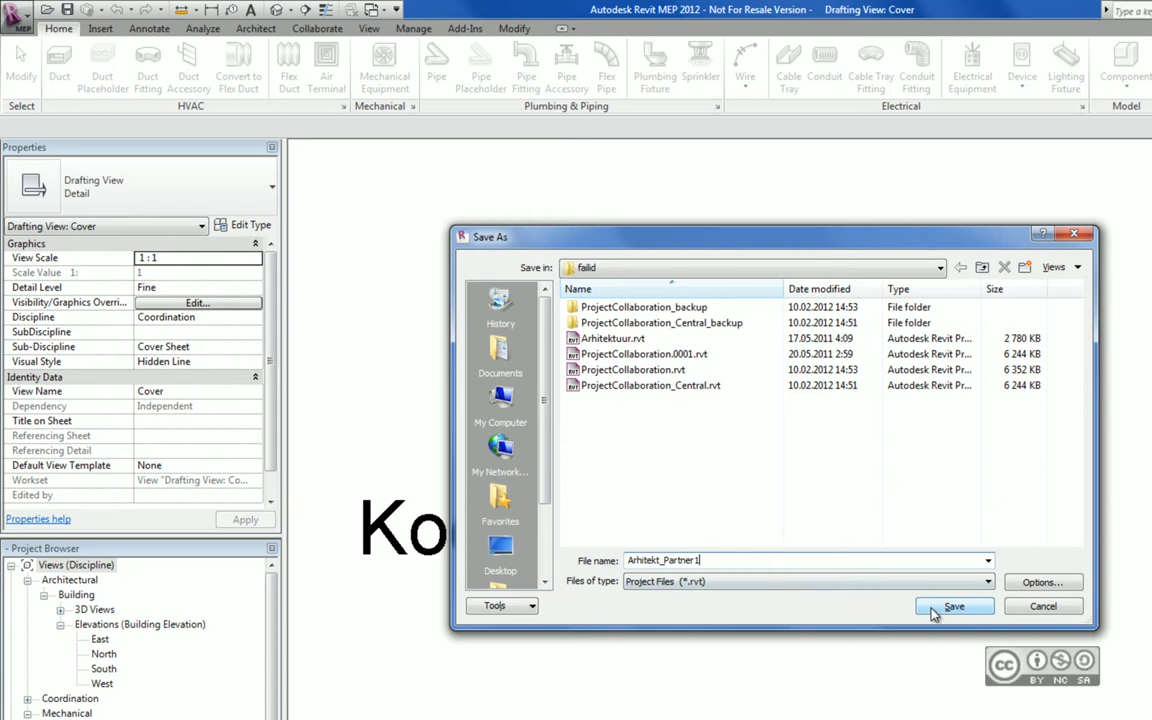 Autodesk Revit MEP 2012 - Not For Resale Version - Drafting View: Cover
Type a ke
MEP
Home Insert Annotate Analyze Architect Collaborate View Manage Add-Ins Modify
Modify
Duct
Duct Placeholder
Duct Fitting
Duct Accessory
Convert to Flex Duct
Flex Duct
Air Terminal
Mechanical Equipment
Pipe
Pipe Placeholder
Pipe Fitting
Pipe Accessory
Flex Pipe
Plumbing Fixture
Sprinkler
Wire
Cable Tray
Conduit
Cable Tray Fitting
Conduit Fitting
Electrical Equipment
Device
Lighting Fixture
Component
Select HVAC Mechanical Plumbing & Piping Electrical Model
Properties
Drafting View
Detail
Drafting View: Cover Edit Type
Graphics
View Scale 1 : 1
Scale Value 1: 1
Detail Level Fine
Visibility/Graphics Overri... Edit...
Discipline Coordination
SubDiscipline
Sub-Discipline Cover Sheet
Visual Style Hidden Line
Identity Data
View Name Cover
Dependency Independent
Title on Sheet
Referencing Sheet
Referencing Detail
Default View Template None
Workset View "Drafting View: Co...
Edited by
Properties help Apply
- Project Browser
Views (Discipline)
Architectural
Building
3D Views
Elevations (Building Elevation)
East
North
South
West
Coordination
Mechanical
Ko
Save As
Save in: failid Views
Name Date modified Type Size
ProjectCollaboration_backup 10.02.2012 14:53 File folder
ProjectCollaboration_Central_backup 10.02.2012 14:51 File folder
Arhitektuur.rvt 17.05.2011 4:09 Autodesk Revit Pr... 2 780 KB
ProjectCollaboration.0001.rvt 20.05.2011 2:59 Autodesk Revit Pr... 6 244 KB
ProjectCollaboration.rvt 10.02.2012 14:53 Autodesk Revit Pr... 6 352 KB
ProjectCollaboration_Central.rvt 10.02.2012 14:51 Autodesk Revit Pr... 6 244 KB
History
Documents
My Computer
My Network...
Favorites
Desktop
File name: Arhitekt_Partner1
Files of type: Project Files (*.rvt) Options...
Tools Save Cancel
cc
BY NC SA